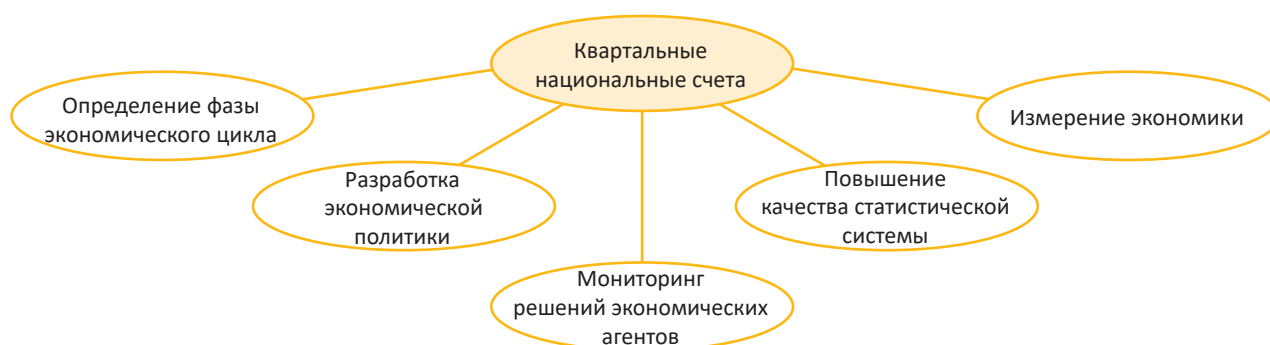 Квартальные
национальные счета
Определение фазы
экономического цикла
Измерение экономики
Разработка
экономической
политики
Повышение
качества статистической
системы
Мониторинг
решений экономических
агентов